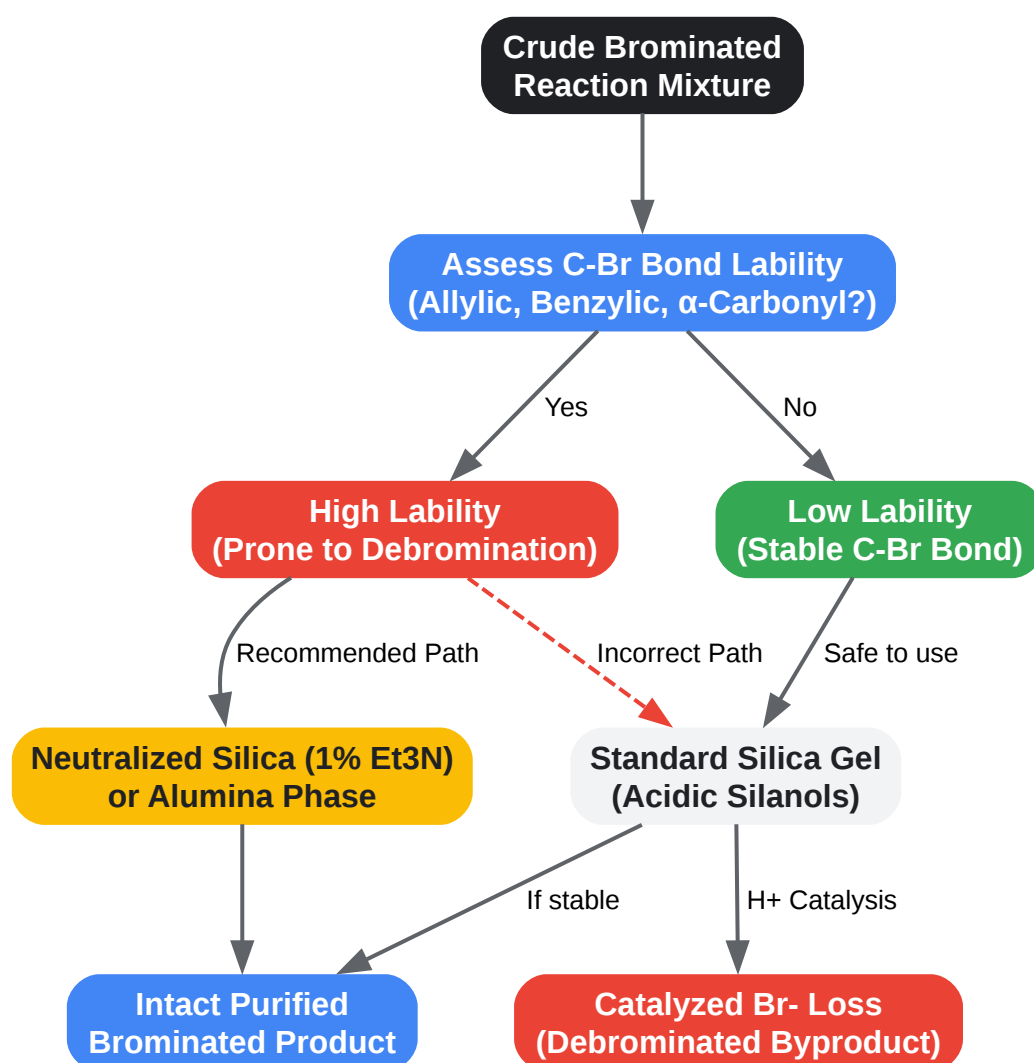 Crude Brominated
Reaction Mixture
Assess C-Br Bond Lability
(Allylic, Benzylic, α-Carbonyl?)
Yes
No
High Lability
(Prone to Debromination)
Low Lability
(Stable C-Br Bond)
Recommended Path
Incorrect Path
Safe to use
Neutralized Silica (1% Et3N)
or Alumina Phase
Standard Silica Gel
(Acidic Silanols)
If stable
H+ Catalysis
Intact Purified
Brominated Product
Catalyzed Br- Loss
(Debrominated Byproduct)